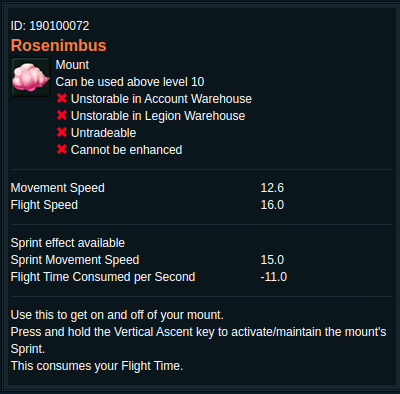 ID: 190100072
Rosenimbus
Mount
Can be used above level 10
Unstorable in Account Warehouse
Unstorable in Legion Warehouse
Untradeable
Cannot be enhanced
Movement Speed 12.6
Flight Speed 16.0
Sprint effect available
Sprint Movement Speed 15.0
Flight Time Consumed per Second -11.0
Use this to get on and off of your mount.
Press and hold the Vertical Ascent key to activate/maintain the mount's
Sprint.
This consumes your Flight Time.